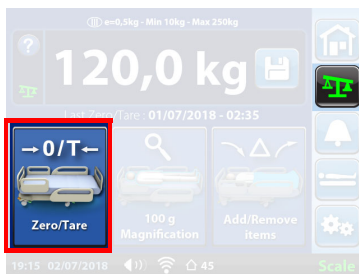 e=0,5kg - Min 10kg - Max 250kg
?
120,0 kg
Last Zero/Tare : 01/07/2018 - 02:35
→0/T←
Zero/Tare
100 g
Magnification
Add/Remove
items
19:15 02/07/2018 45 Scale